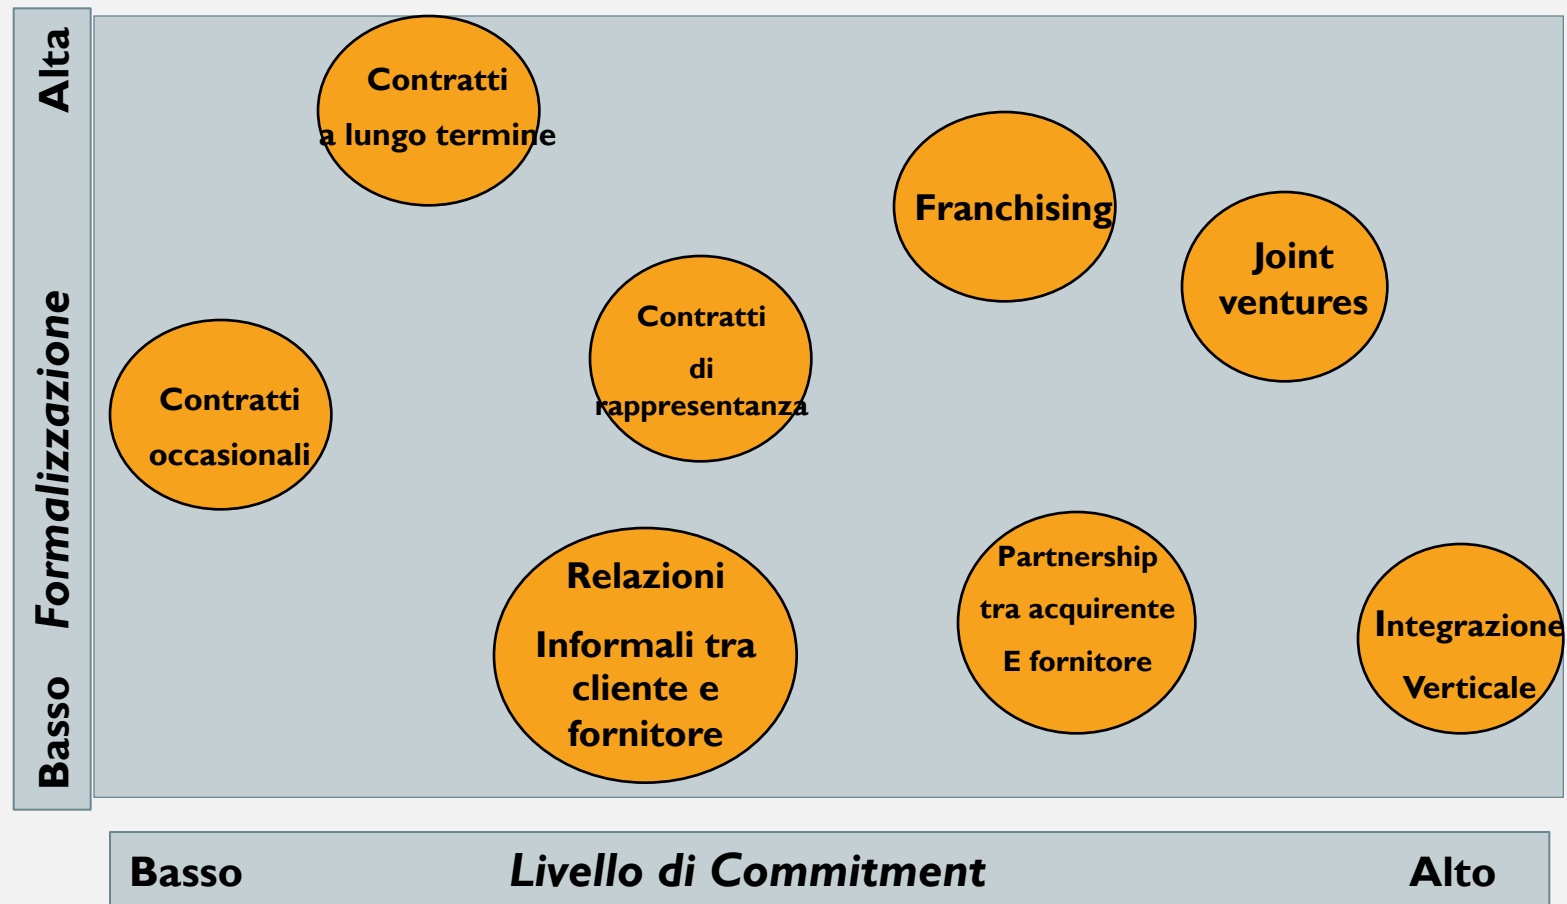 Alta
Formalizzazione
Basso
Contratti
a lungo termine
Franchising
Joint
ventures
Contratti
di
rappresentanza
Contratti
occasionali
Relazioni
Informali tra
cliente e
fornitore
Partnership
tra acquirente
E fornitore
Integrazione
Verticale
Basso Livello di Commitment Alto